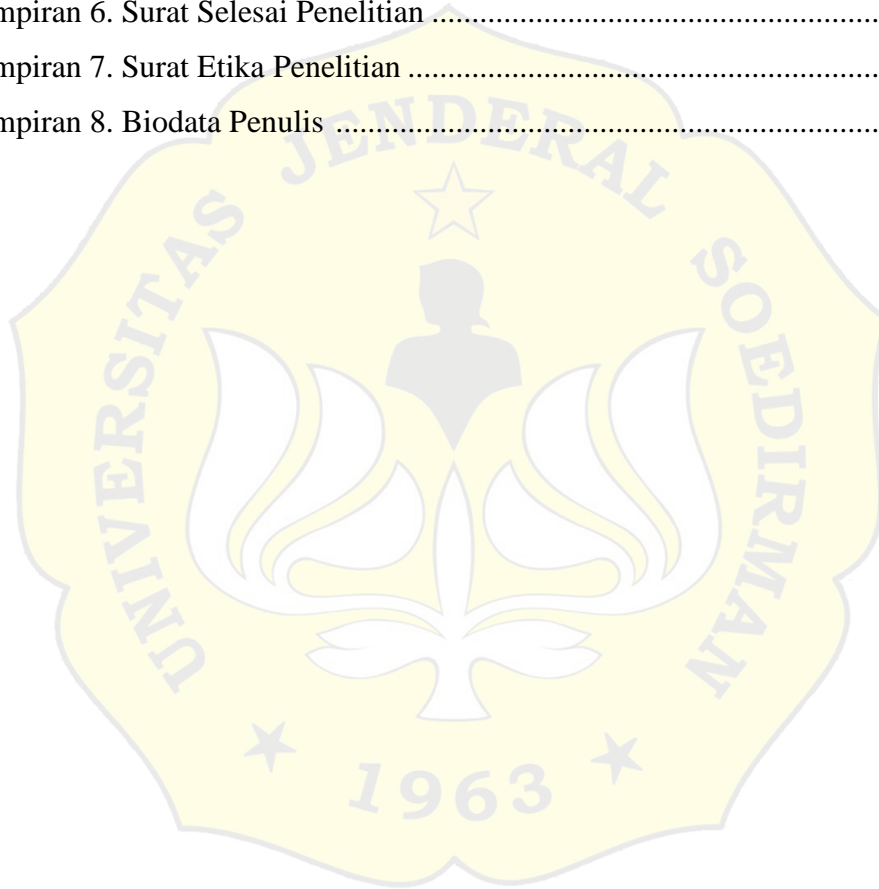 mpiran 6. Surat Selesai Penelitian ..........................................................
mpiran 7. Surat Etika Penelitian .............................................................
mpiran 8. Biodata Penulis .......................................................................
UNIVERSITAS JENDERAL SOEDIRMAN
1963